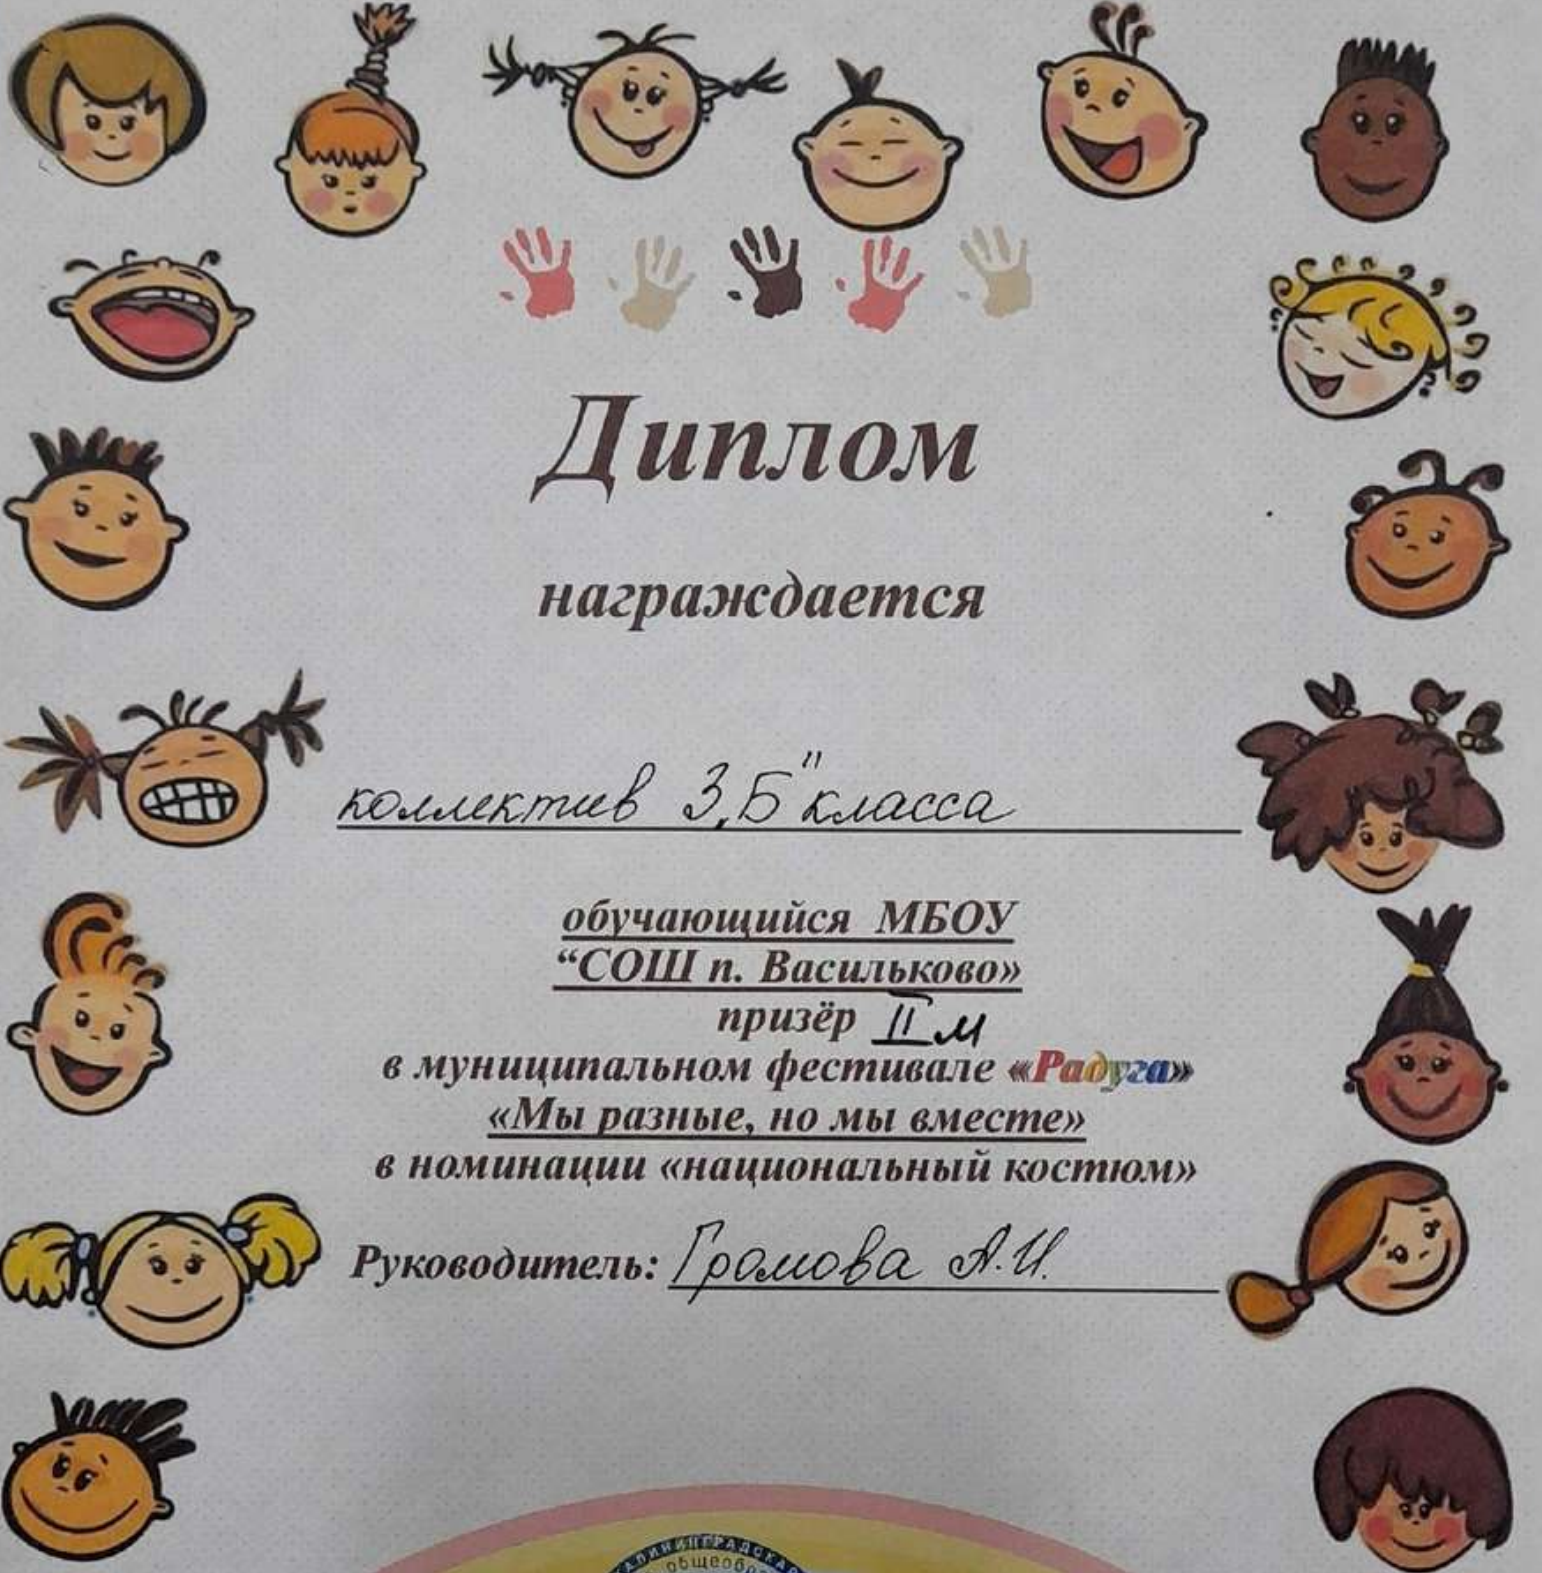 Диплом
награждается
коллектив 3 „Б" класса
обучающийся МБОУ
“СОШ п. Васильково»
призёр II м
в муниципальном фестивале «Радуга»
«Мы разные, но мы вместе»
в номинации «национальный костюм»
Руководитель: Громова А.И.